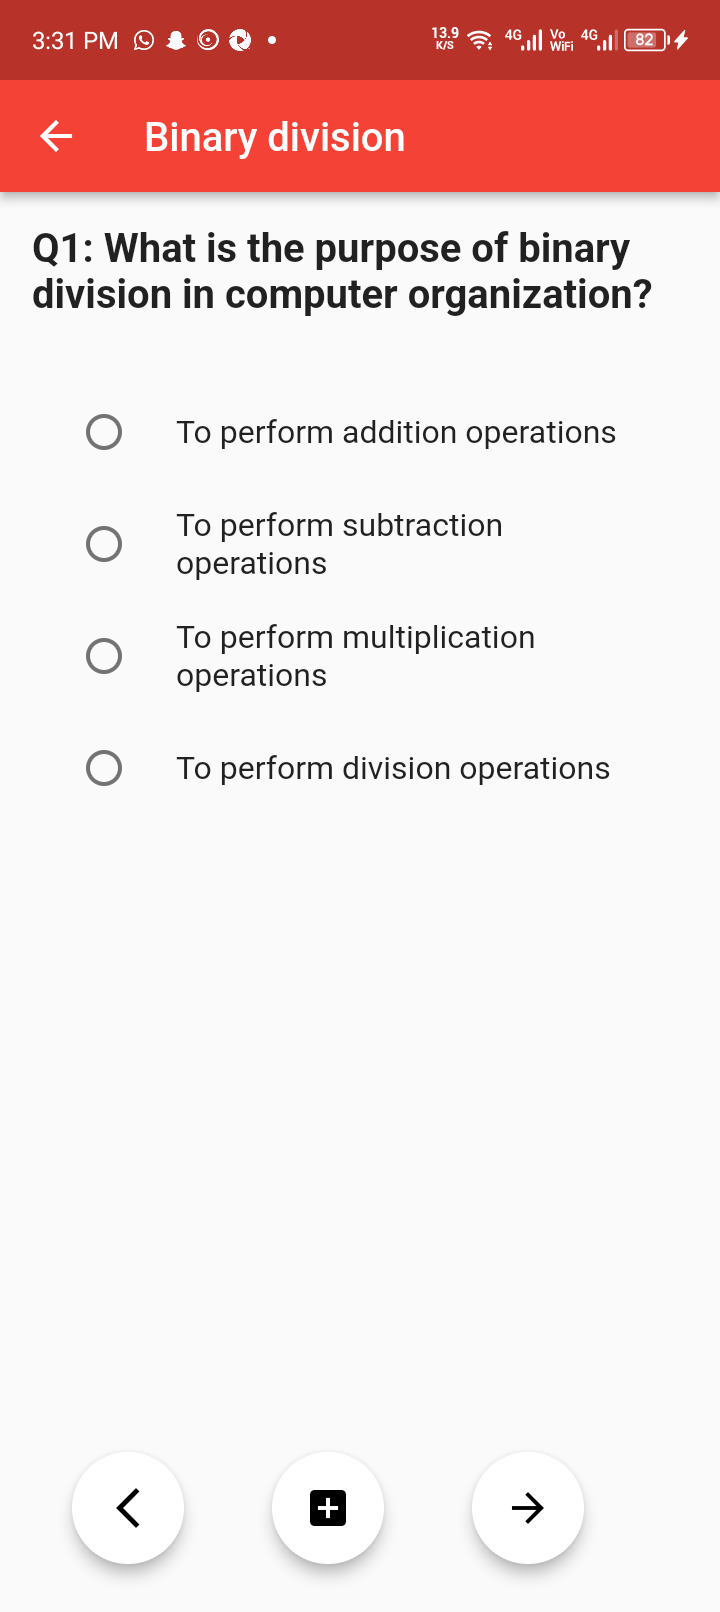 3:31 PM 13.9 K/S 4G Vo WiFi 4G 82
Binary division
Q1: What is the purpose of binary
division in computer organization?
To perform addition operations
To perform subtraction
operations
To perform multiplication
operations
To perform division operations